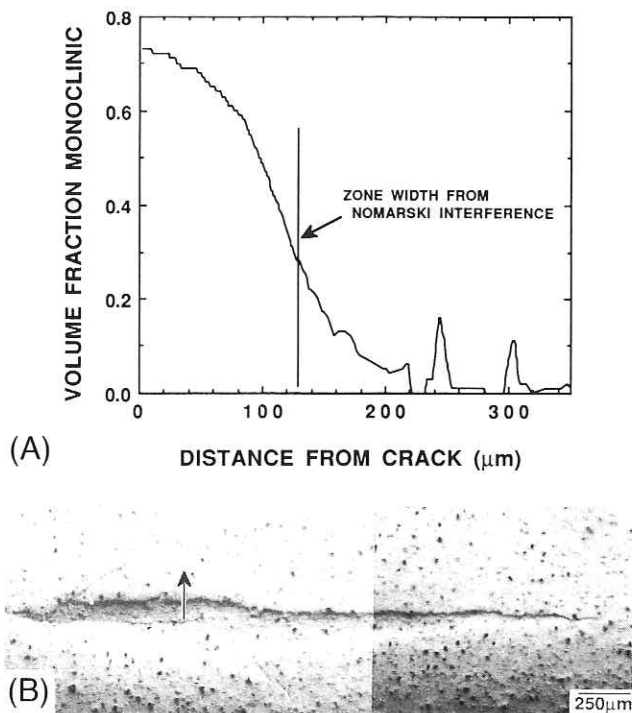 0.8
0.6
0.4
0.2
0.0
VOLUME FRACTION MONOCLINIC
ZONE WIDTH FROM
NOMARSKI INTERFERENCE
0 100 200 300
DISTANCE FROM CRACK (μm)
(A)
(B)
250μm